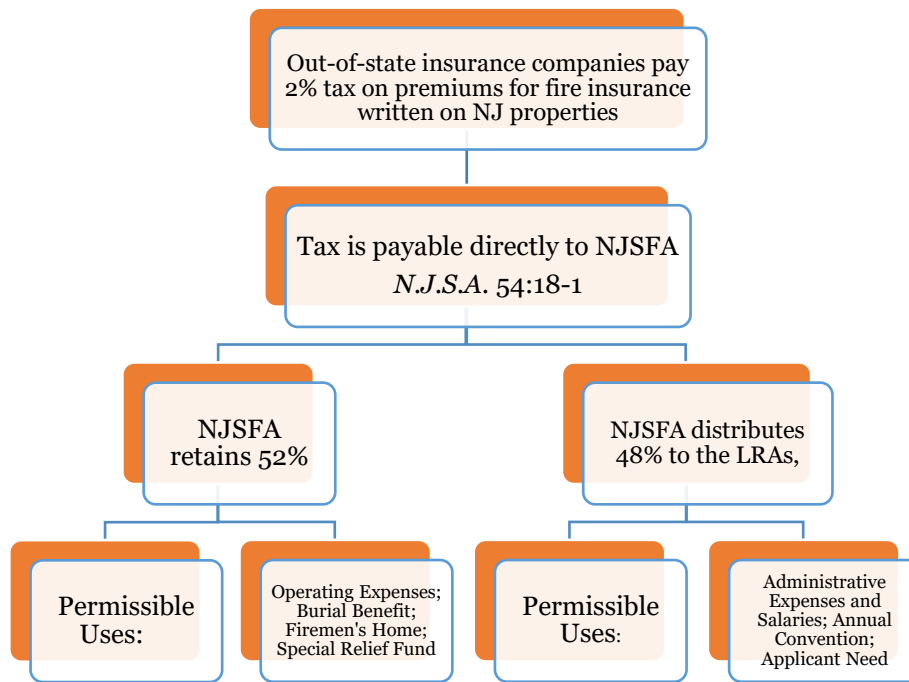 Out-of-state insurance companies pay
2% tax on premiums for fire insurance
written on NJ properties
Tax is payable directly to NJSFA
N.J.S.A. 54:18-1
NJSFA
retains 52%
NJSFA distributes
48% to the LRAs,
Permissible
Uses:
Operating Expenses;
Burial Benefit;
Firemen's Home;
Special Relief Fund
Permissible
Uses:
Administrative
Expenses and
Salaries; Annual
Convention;
Applicant Need